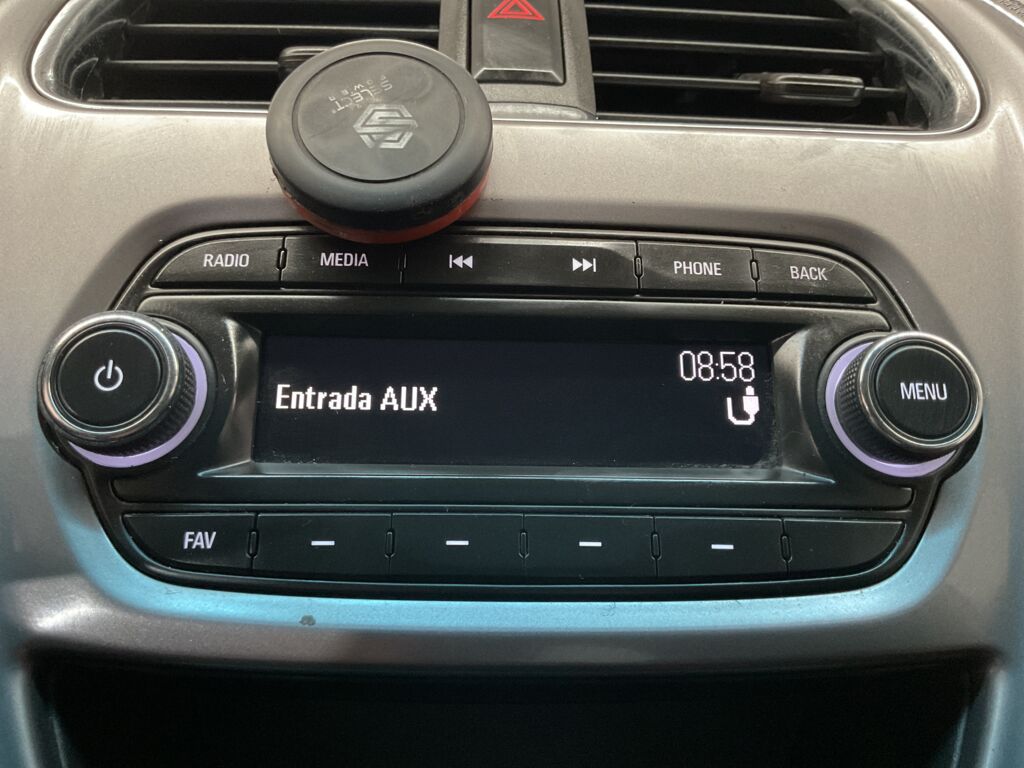 RADIO
MEDIA
PHONE
BACK
08:58
Entrada AUX
MENU
FAV